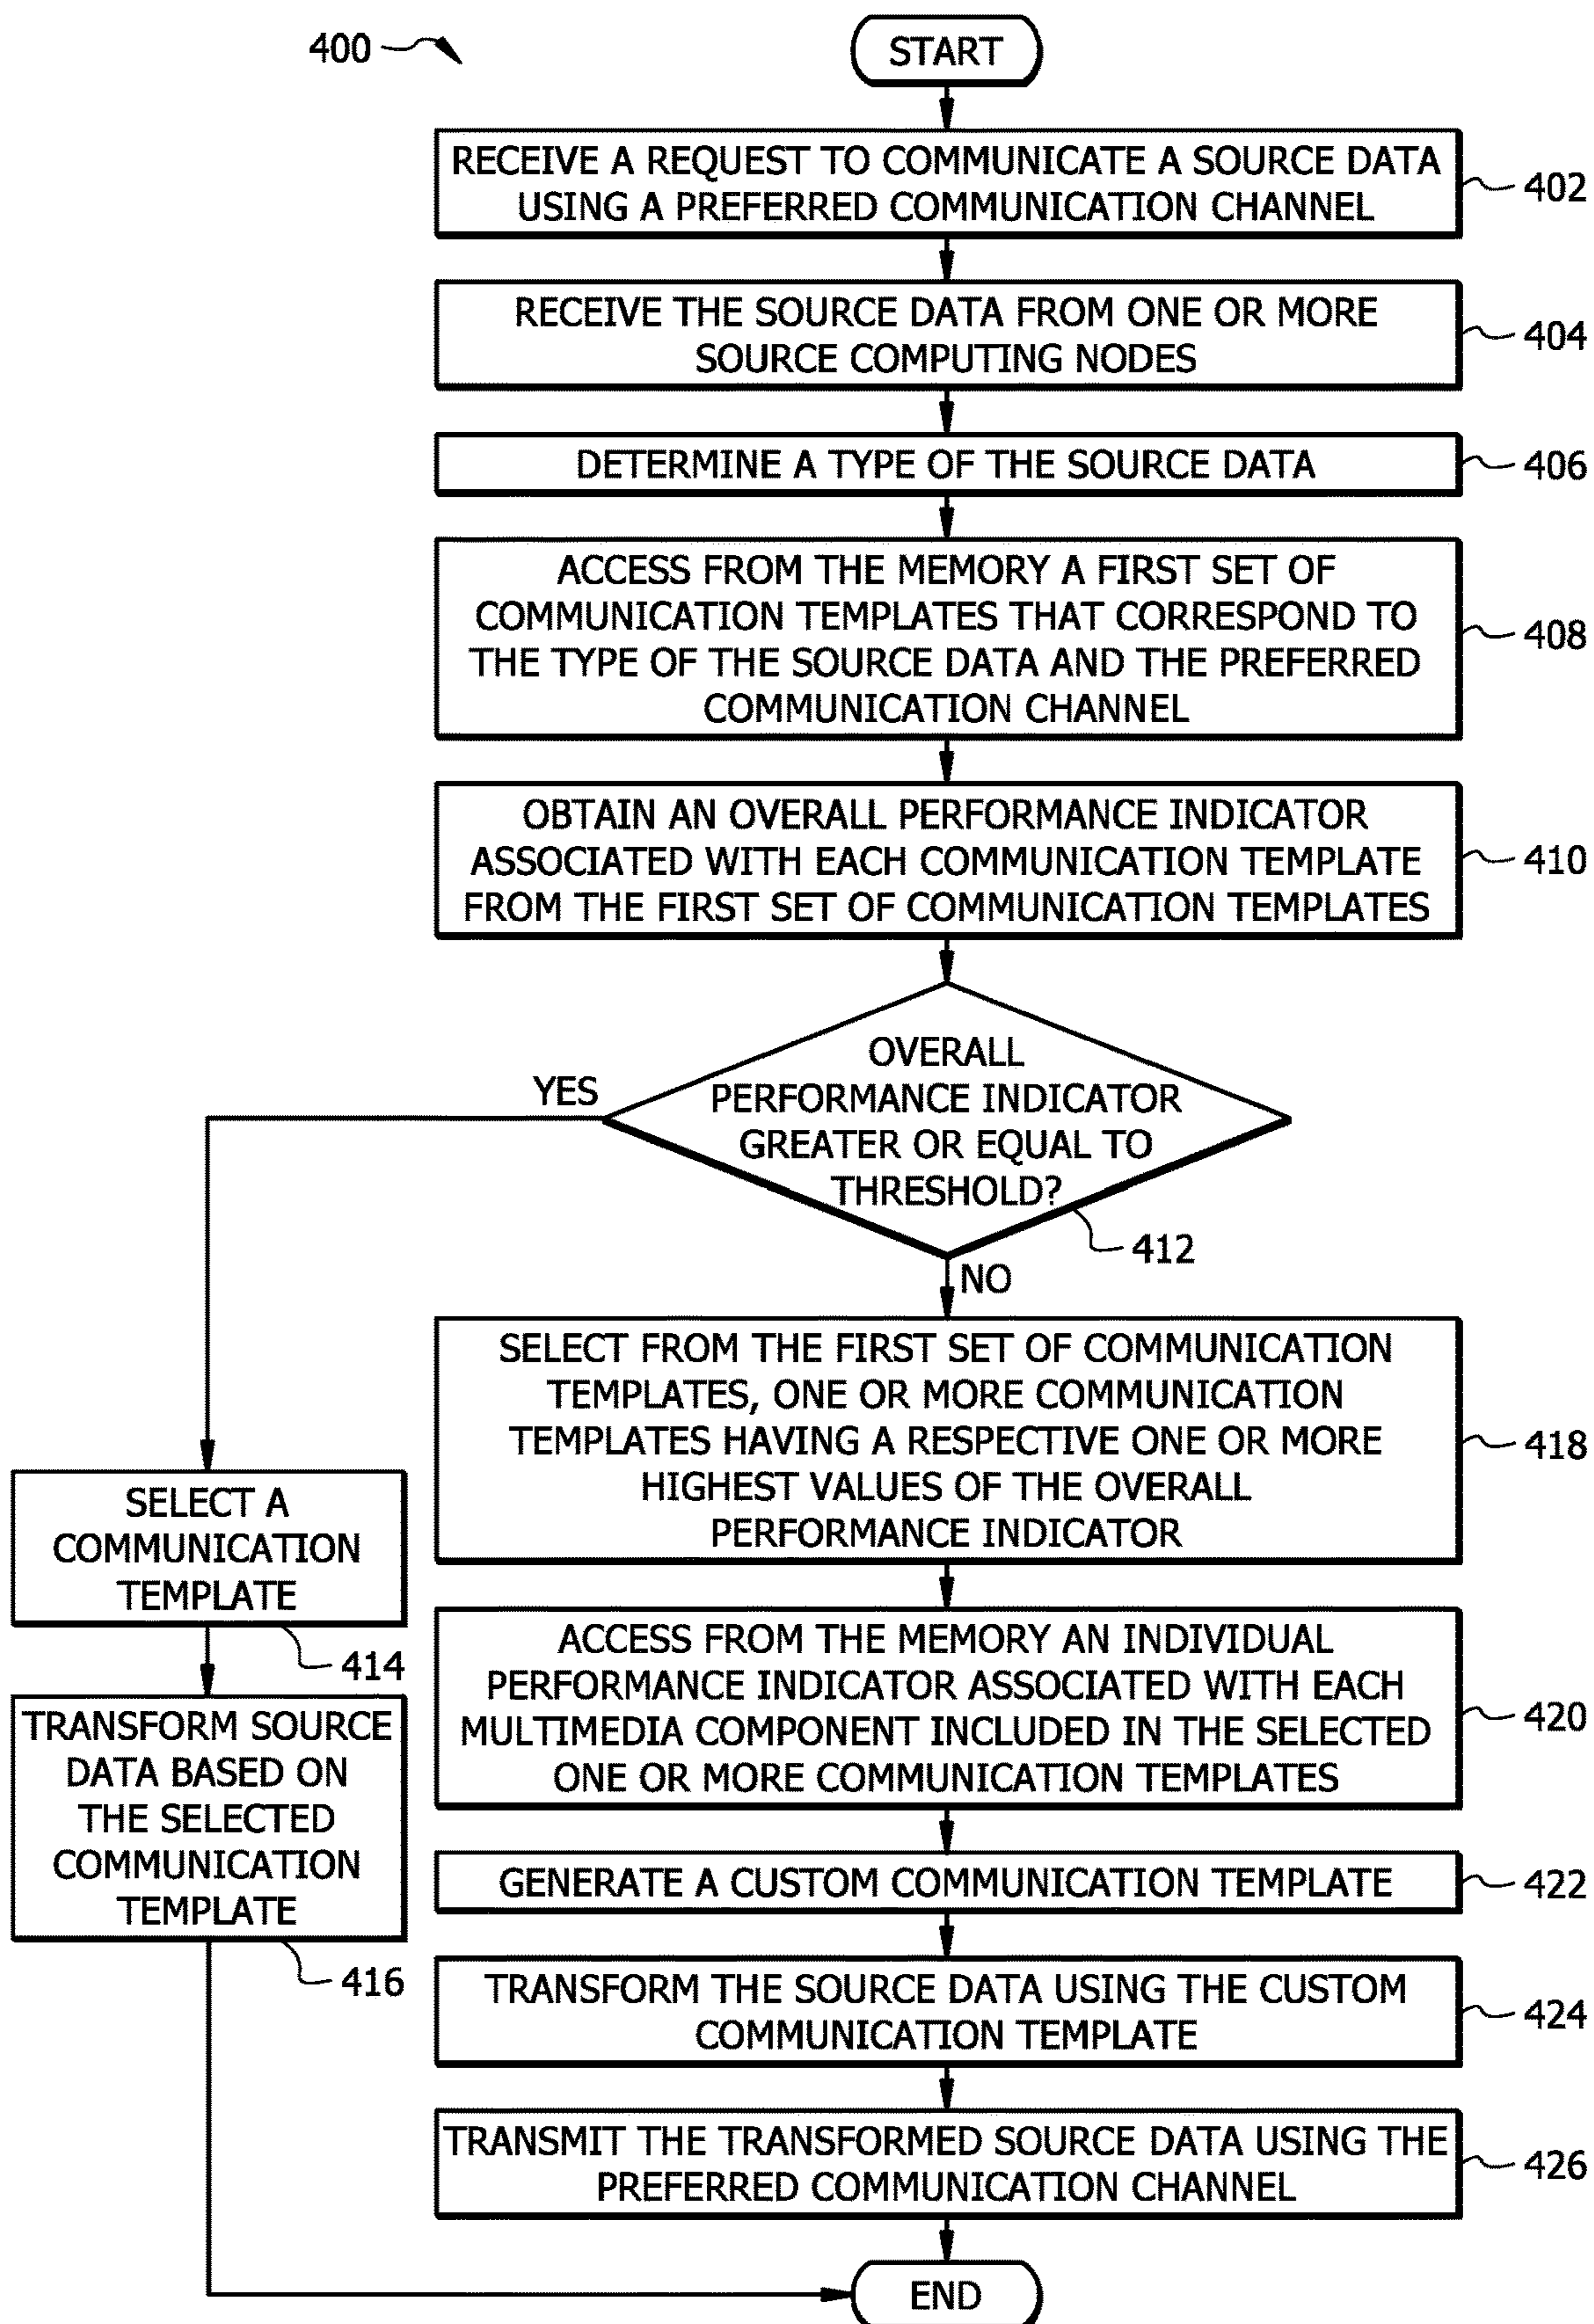 400
START
RECEIVE A REQUEST TO COMMUNICATE A SOURCE DATA
USING A PREFERRED COMMUNICATION CHANNEL
402
RECEIVE THE SOURCE DATA FROM ONE OR MORE
SOURCE COMPUTING NODES
404
DETERMINE A TYPE OF THE SOURCE DATA
406
ACCESS FROM THE MEMORY A FIRST SET OF
COMMUNICATION TEMPLATES THAT CORRESPOND TO
THE TYPE OF THE SOURCE DATA AND THE PREFERRED
COMMUNICATION CHANNEL
408
OBTAIN AN OVERALL PERFORMANCE INDICATOR
ASSOCIATED WITH EACH COMMUNICATION TEMPLATE
FROM THE FIRST SET OF COMMUNICATION TEMPLATES
410
OVERALL
PERFORMANCE INDICATOR
GREATER OR EQUAL TO
THRESHOLD?
412
YES
NO
SELECT A
COMMUNICATION
TEMPLATE
414
TRANSFORM SOURCE
DATA BASED ON
THE SELECTED
COMMUNICATION
TEMPLATE
416
SELECT FROM THE FIRST SET OF COMMUNICATION
TEMPLATES, ONE OR MORE COMMUNICATION
TEMPLATES HAVING A RESPECTIVE ONE OR MORE
HIGHEST VALUES OF THE OVERALL
PERFORMANCE INDICATOR
418
ACCESS FROM THE MEMORY AN INDIVIDUAL
PERFORMANCE INDICATOR ASSOCIATED WITH EACH
MULTIMEDIA COMPONENT INCLUDED IN THE SELECTED
ONE OR MORE COMMUNICATION TEMPLATES
420
GENERATE A CUSTOM COMMUNICATION TEMPLATE
422
TRANSFORM THE SOURCE DATA USING THE CUSTOM
COMMUNICATION TEMPLATE
424
TRANSMIT THE TRANSFORMED SOURCE DATA USING THE
PREFERRED COMMUNICATION CHANNEL
426
END